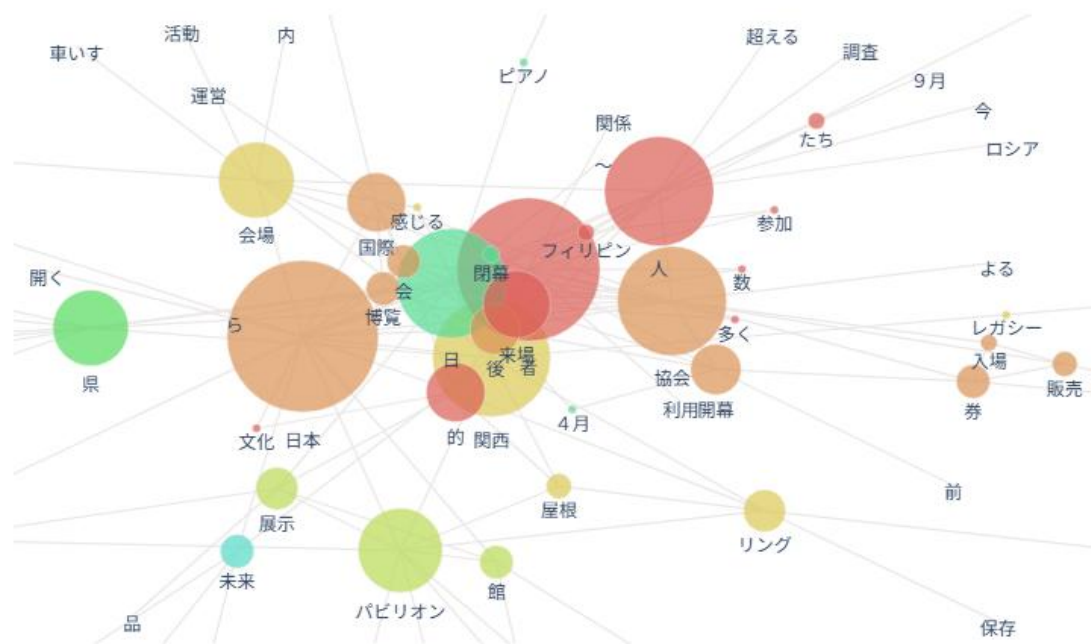 活動
内
車いす
超える
調査
ピアノ
9月
運営
今
関係
たち
ロシア
〜
感じる
参加
会場
国際
フィリピン
人
よる
閉幕
開く
数
会
博覧
ら
レガシー
多く
来場
日
後
者
入場
協会
県
販売
利用
開幕
券
4月
文化
日本
的
関西
前
屋根
展示
リング
未来
館
パビリオン
品
保存